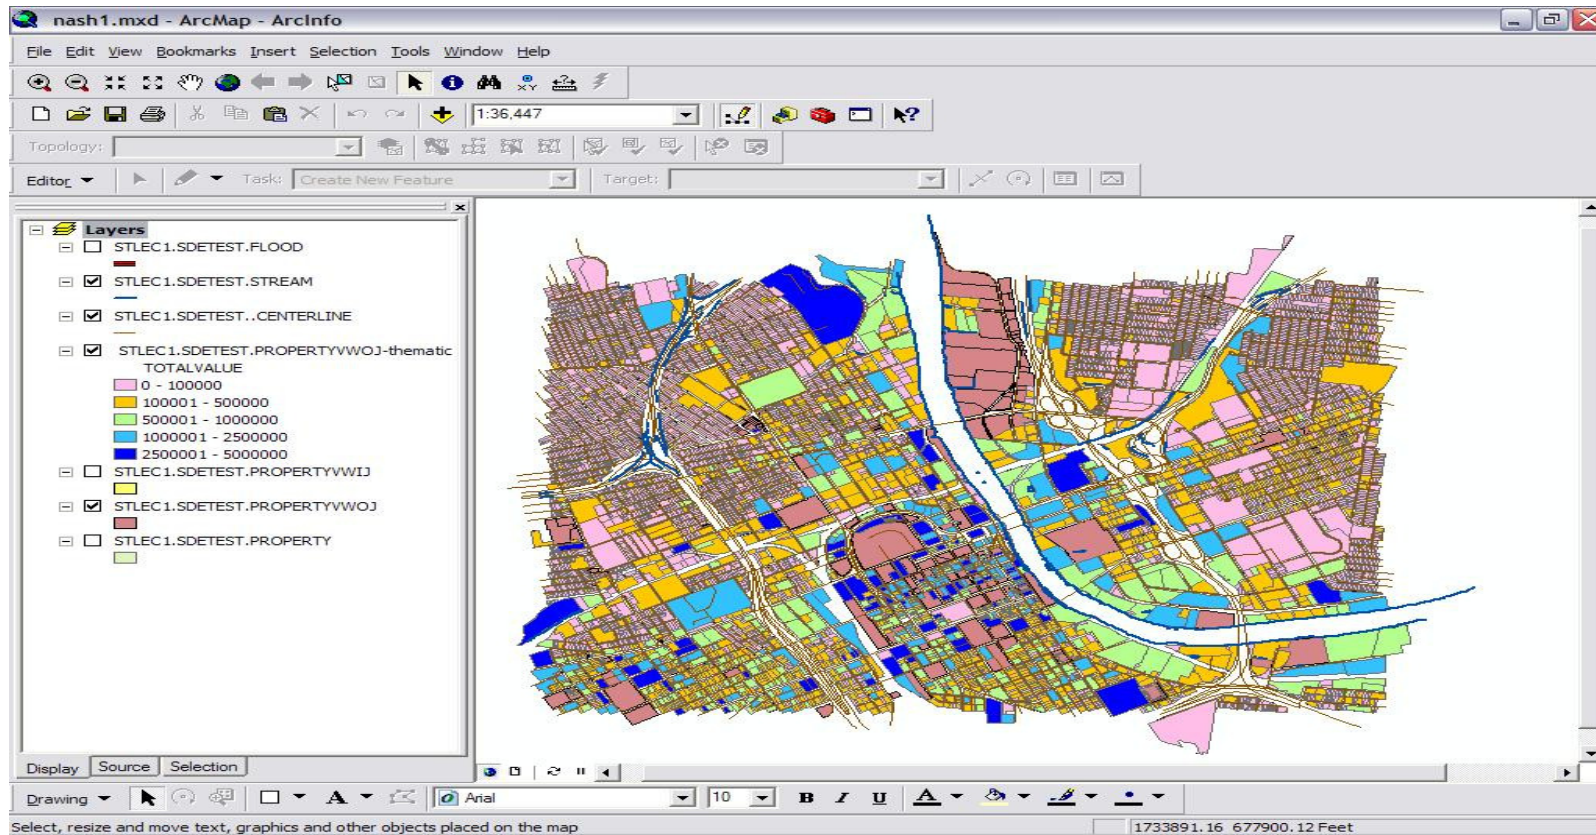 nash1.mxd - ArcMap - ArcInfo
File Edit View Bookmarks Insert Selection Tools Window Help
XY
1:36,447
Topology:
Editor Task: Create New Feature Target:
Layers
STLEC1.SDETEST.FLOOD
STLEC1.SDETEST.STREAM
STLEC1.SDETEST..CENTERLINE
STLEC1.SDETEST.PROPERTYVWOJ-thematic
TOTALVALUE
0 - 100000
100001 - 500000
500001 - 1000000
1000001 - 2500000
2500001 - 5000000
STLEC1.SDETEST.PROPERTYVWIJ
STLEC1.SDETEST.PROPERTYVWOJ
STLEC1.SDETEST.PROPERTY
Display Source Selection
Drawing A Arial 10 B I U A
Select, resize and move text, graphics and other objects placed on the map 1733891.16 677900.12 Feet